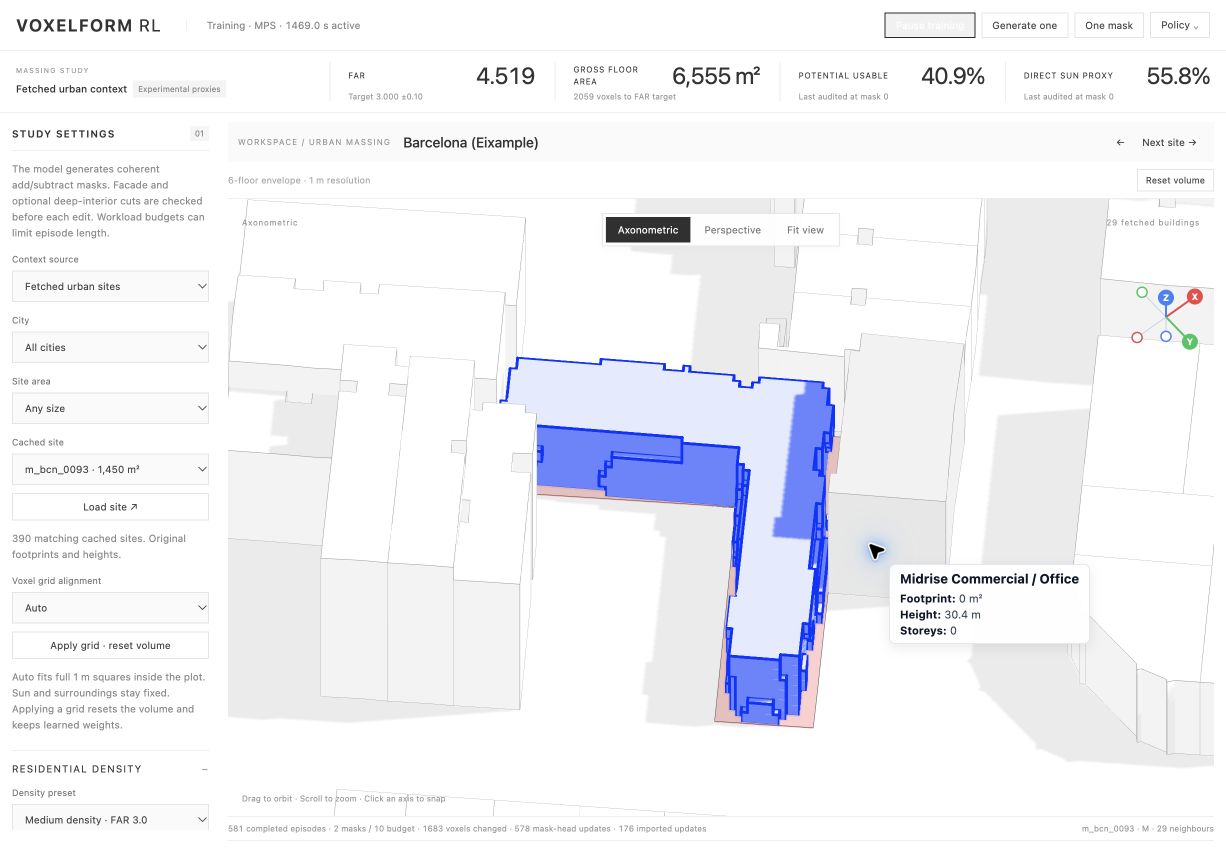 VOXELFORM RL
Training · MPS · 1469.0 s active
Pause training
Generate one
One mask
Policy
MASSING STUDY
Fetched urban context
Experimental proxies
FAR
4.519
Target 3.000 ±0.10
GROSS FLOOR
AREA
6,555 m²
2059 voxels to FAR target
POTENTIAL USABLE
40.9%
Last audited at mask 0
DIRECT SUN PROXY
55.8%
Last audited at mask 0
STUDY SETTINGS
01
The model generates coherent
add/subtract masks. Facade and
optional deep-interior cuts are checked
before each edit. Workload budgets can
limit episode length.
Context source
Fetched urban sites
City
All cities
Site area
Any size
Cached site
m_bcn_0093 · 1,450 m²
Load site ↗
390 matching cached sites. Original
footprints and heights.
Voxel grid alignment
Auto
Apply grid · reset volume
Auto fits full 1 m squares inside the plot.
Sun and surroundings stay fixed.
Applying a grid resets the volume and
keeps learned weights.
RESIDENTIAL DENSITY
–
Density preset
Medium density · FAR 3.0
WORKSPACE / URBAN MASSING
Barcelona (Eixample)
←
Next site →
6-floor envelope · 1 m resolution
Reset volume
Axonometric
Axonometric
Perspective
Fit view
29 fetched buildings
Z
X
Y
Midrise Commercial / Office
Footprint: 0 m²
Height: 30.4 m
Storeys: 0
Drag to orbit · Scroll to zoom · Click an axis to snap
581 completed episodes · 2 masks / 10 budget · 1683 voxels changed · 578 mask-head updates · 176 imported updates
m_bcn_0093 · M · 29 neighbours